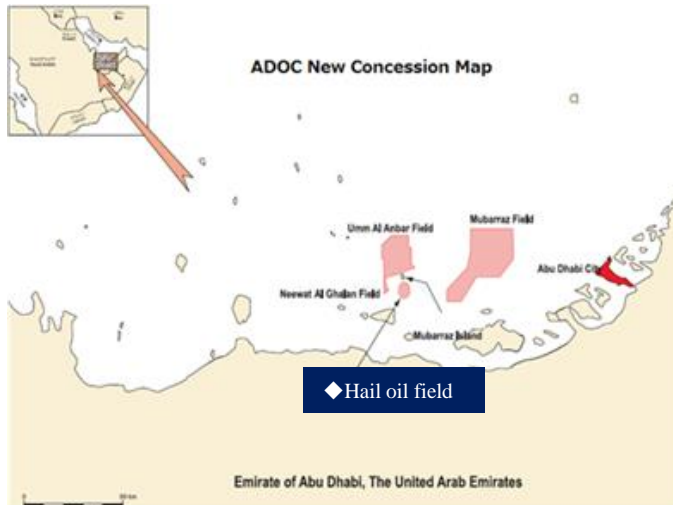 ADOC New Concession Map
Umm Al Anbar Field
Mubarraz Field
Abu Dhabi City
Neewat Al Ghalan Field
Mubarraz Island
◆Hail oil field
Emirate of Abu Dhabi, The United Arab Emirates
0